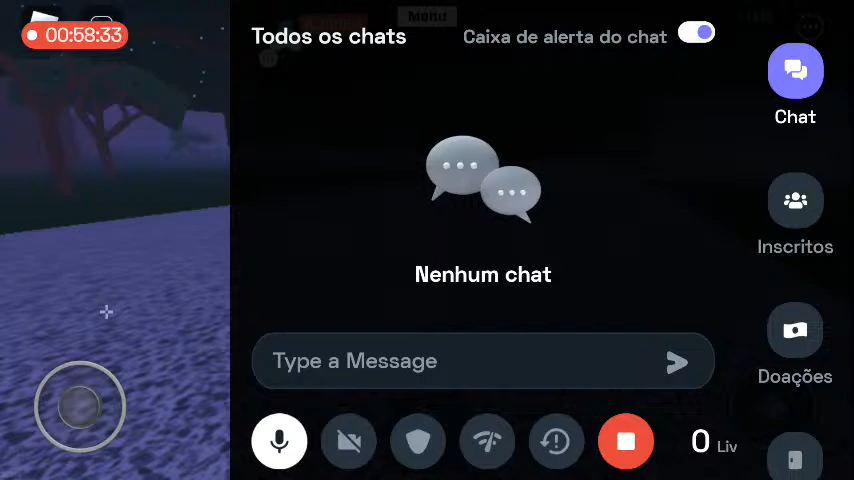 00:58:33
Menu
Todos os chats
Caixa de alerta do chat
Chat
Inscritos
Nenhum chat
Type a Message
Doações
0 Liv